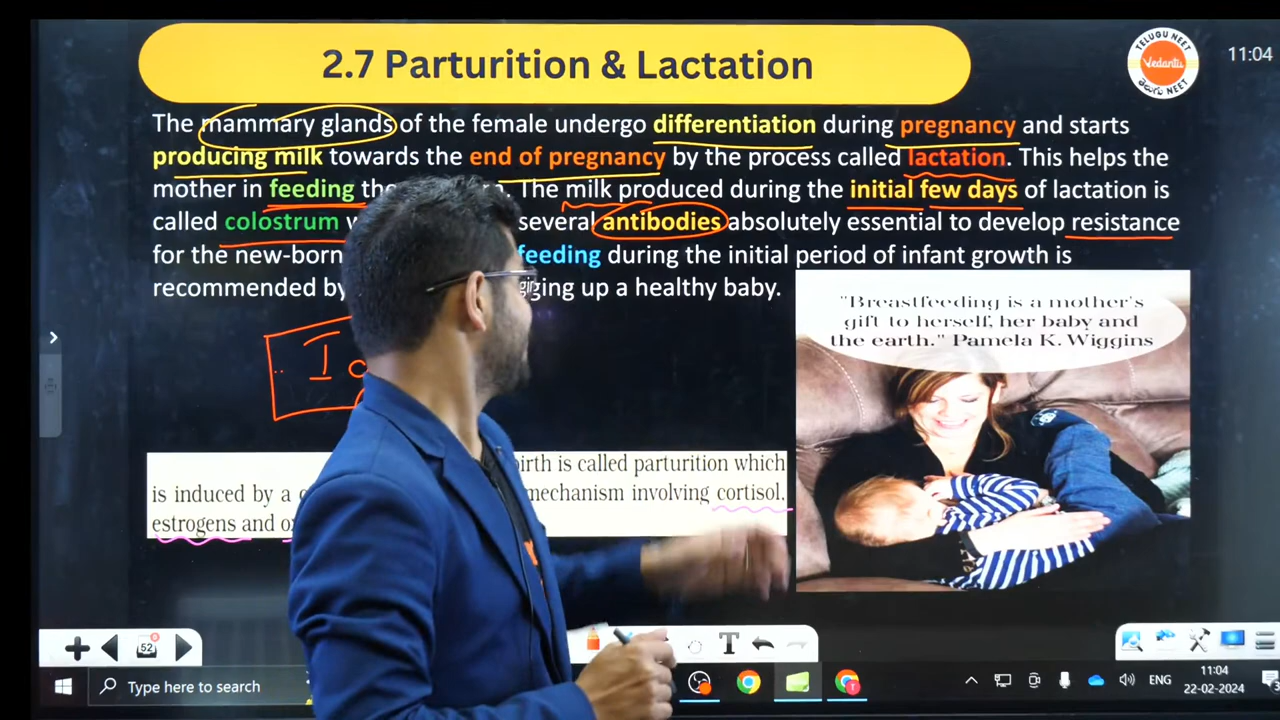 2.7 Parturition & Lactation
TELUGU NEET
Vedantu
తెలుగు NEET
11:04
The mammary glands of the female undergo differentiation during pregnancy and starts
producing milk towards the end of pregnancy by the process called lactation. This helps the
mother in feeding the The milk produced during the initial few days of lactation is
called colostrum several antibodies absolutely essential to develop resistance
for the new-born feeding during the initial period of infant growth is
recommended by up a healthy baby.
"Breastfeeding is a mother's
gift to herself, her baby and
the earth." Pamela K. Wiggins
I
birth is called parturition which
is induced by a mechanism involving cortisol,
estrogens and
52
T
Type here to search
ENG
11:04
22-02-2024